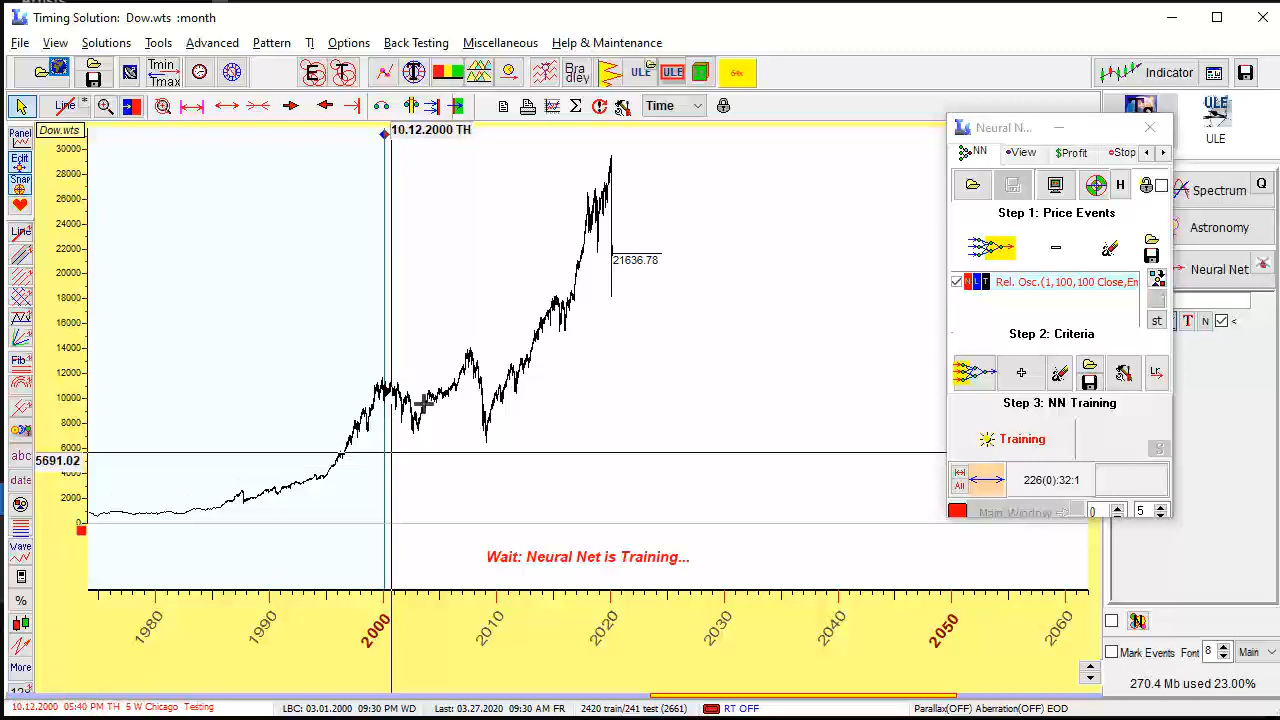 Timing Solution: Dow.wts :month
File View Solutions Tools Advanced Pattern TJ Options Back Testing Miscellaneous Help & Maintenance
Tmin
Tmax
E T
Bra
dley
ULE ULE
64x
Indicator
Line *
Time
Panel
Dow.wts
10.12.2000 TH
Edit
Snap
Line
Fib
abc
date
Wave
%
More
30000
28000
26000
24000
22000
20000
18000
16000
14000
12000
10000
8000
6000
5691.02
4000
2000
0
21636.78
Wait: Neural Net is Training...
1980 1990 2000 2010 2020 2030 2040 2050 2060
Neural N...
NN View $Profit Stop
H
Step 1: Price Events
N L T Rel. Osc.(1,100,100 Close,En
st
Step 2: Criteria
Step 3: NN Training
Training
All
226(0):32:1
Main Window
0 5
ULE
ULE
Spectrum Q
Astronomy
Neural Net
T N <
N
Mark Events Font 8 Main
270.4 Mb used 23.00%
10.12.2000 05:40 PM TH 5 W Chicago Testing
LBC: 03.01.2000 09:30 PM WD
Last: 03.27.2020 09:30 AM FR
2420 train/241 test (2661)
RT OFF
Parallax(OFF) Aberration(OFF) EOD